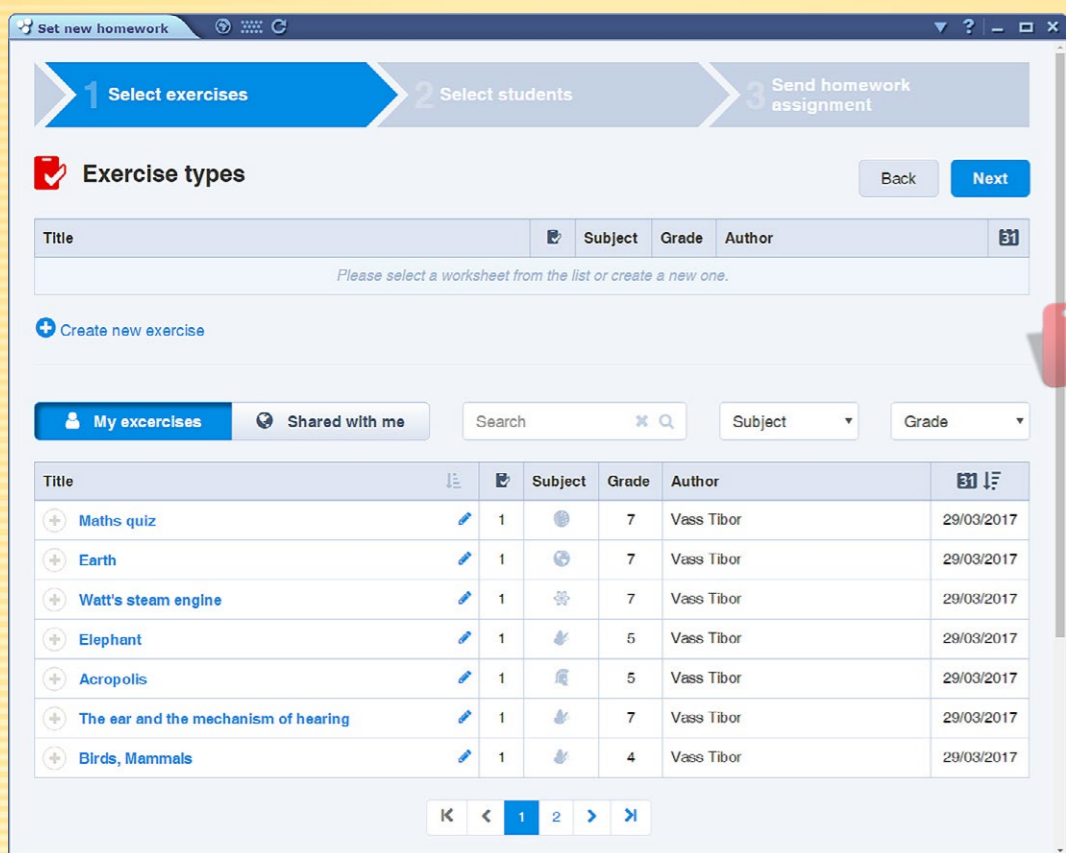 Set new homework
?
1 Select exercises
2 Select students
3 Send homework
assignment
Exercise types
Back
Next
Title Subject Grade Author 31
Please select a worksheet from the list or create a new one.
Create new exercise
My excercises
Shared with me
Search
Subject
Grade
Title Subject Grade Author 31
Maths quiz 1 7 Vass Tibor 29/03/2017
Earth 1 7 Vass Tibor 29/03/2017
Watt's steam engine 1 7 Vass Tibor 29/03/2017
Elephant 1 5 Vass Tibor 29/03/2017
Acropolis 1 5 Vass Tibor 29/03/2017
The ear and the mechanism of hearing 1 7 Vass Tibor 29/03/2017
Birds, Mammals 1 4 Vass Tibor 29/03/2017
1 2